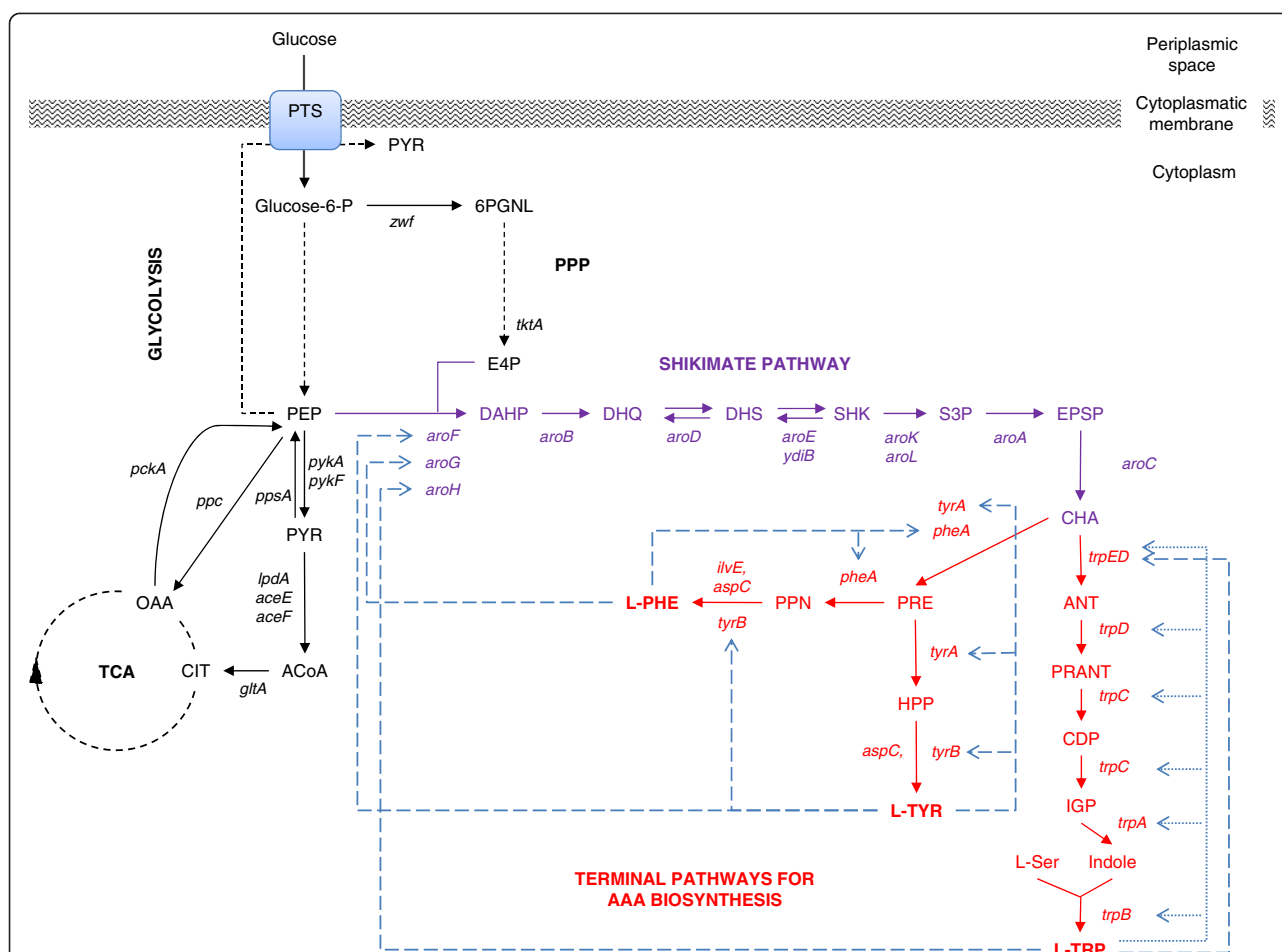 Glucose
Periplasmic
space
PTS
Cytoplasmatic
membrane
PYR
Cytoplasm
Glucose-6-P
zwf
6PGNL
GLYCOLYSIS
PPP
tktA
E4P
SHIKIMATE PATHWAY
PEP
DAHP
DHQ
DHS
SHK
S3P
EPSP
aroF
aroB
aroD
aroE
ydiB
aroK
aroL
aroA
aroG
aroH
aroC
pckA
ppc
ppsA
pykA
pykF
PYR
tyrA
pheA
CHA
trpED
lpdA
aceE
aceF
ilvE,
aspC
pheA
OAA
L-PHE
tyrB
PPN
PRE
ANT
trpD
tyrA
TCA
CIT
gltA
ACoA
PRANT
trpC
HPP
CDP
aspC,
tyrB
trpC
L-TYR
IGP
trpA
L-Ser
Indole
TERMINAL PATHWAYS FOR
AAA BIOSYNTHESIS
trpB
L-TRP